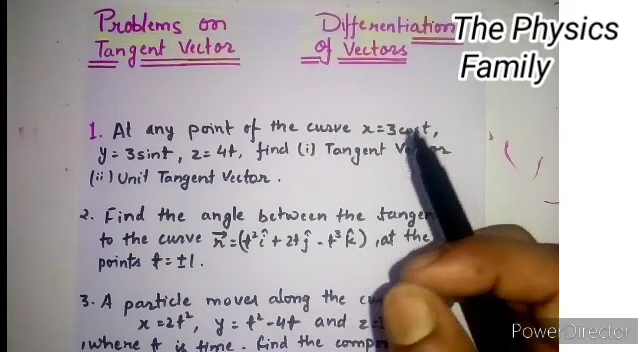 Problems on
Tangent Vector
Differentiation
of Vectors
The Physics
Family
1. At any point of the curve x=3cost,
y=3sint, z=4t, find (i) Tangent Vector
(ii) Unit Tangent Vector.
2. Find the angle between the
to the curve r⃗=(t²î+2tĵ-t³k̂), at the
points t=±1.
3. A particle moves along the
x=2t², y=t²-4t and
, where t is time. Find the
PowerDirector